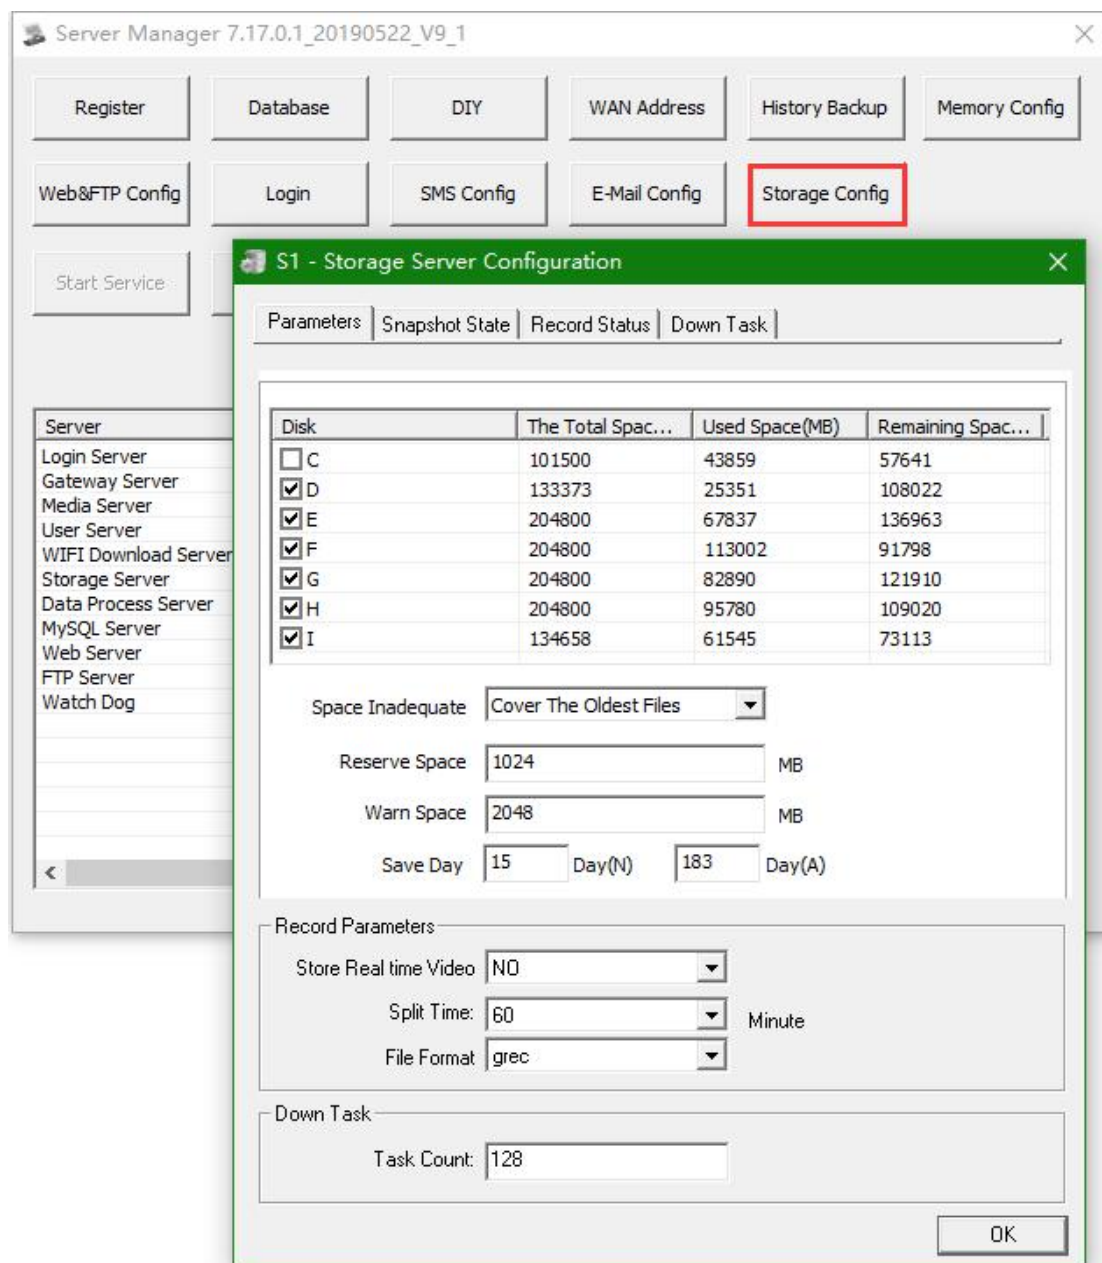 Server Manager 7.17.0.1_20190522_V9_1
Register Database DIY WAN Address History Backup Memory Config
Web&FTP Config Login SMS Config E-Mail Config Storage Config
Start Service
S1 - Storage Server Configuration
Parameters Snapshot State Record Status Down Task
Server
Login Server
Gateway Server
Media Server
User Server
WIFI Download Server
Storage Server
Data Process Server
MySQL Server
Web Server
FTP Server
Watch Dog
Disk The Total Spac... Used Space(MB) Remaining Spac...
C 101500 43859 57641
D 133373 25351 108022
E 204800 67837 136963
F 204800 113002 91798
G 204800 82890 121910
H 204800 95780 109020
I 134658 61545 73113
Space Inadequate Cover The Oldest Files
Reserve Space 1024 MB
Warn Space 2048 MB
Save Day 15 Day(N) 183 Day(A)
Record Parameters
Store Real time Video NO
Split Time: 60 Minute
File Format grec
Down Task
Task Count: 128
OK